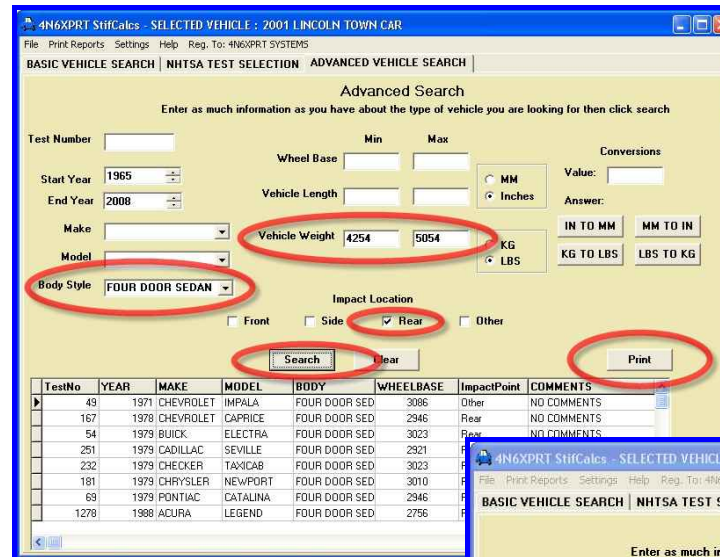 4N6XPRT StifCalcs - SELECTED VEHICLE : 2001 LINCOLN TOWN CAR
File Print Reports Settings Help Reg. To: 4N6XPRT SYSTEMS
BASIC VEHICLE SEARCH NHTSA TEST SELECTION ADVANCED VEHICLE SEARCH
Advanced Search
Enter as much information as you have about the type of vehicle you are looking for then click search
Test Number
Min Max
Wheel Base
Conversions
Start Year 1965
MM
Value:
End Year 2008
Vehicle Length
Inches
Answer:
Make
Vehicle Weight 4254 5054
KG
IN TO MM MM TO IN
Model
LBS
KG TO LBS LBS TO KG
Body Style FOUR DOOR SEDAN
Impact Location
Front Side Rear Other
Search Clear Print
TestNo YEAR MAKE MODEL BODY WHEELBASE ImpactPoint COMMENTS
49 1971 CHEVROLET IMPALA FOUR DOOR SED 3086 Other NO COMMENTS
167 1978 CHEVROLET CAPRICE FOUR DOOR SED 2946 Rear NO COMMENTS
54 1979 BUICK ELECTRA FOUR DOOR SED 3023 Rear NO COMMENTS
251 1979 CADILLAC SEVILLE FOUR DOOR SED 2921
232 1979 CHECKER TAXICAB FOUR DOOR SED 3023
181 1979 CHRYSLER NEWPORT FOUR DOOR SED 3010
69 1979 PONTIAC CATALINA FOUR DOOR SED 2946
1278 1988 ACURA LEGEND FOUR DOOR SED 2756
4N6XPRT StifCalcs - SELECTED VEHICL
File Print Reports Settings Help Reg. To: 4N6
BASIC VEHICLE SEARCH NHTSA TEST S
Enter as much in